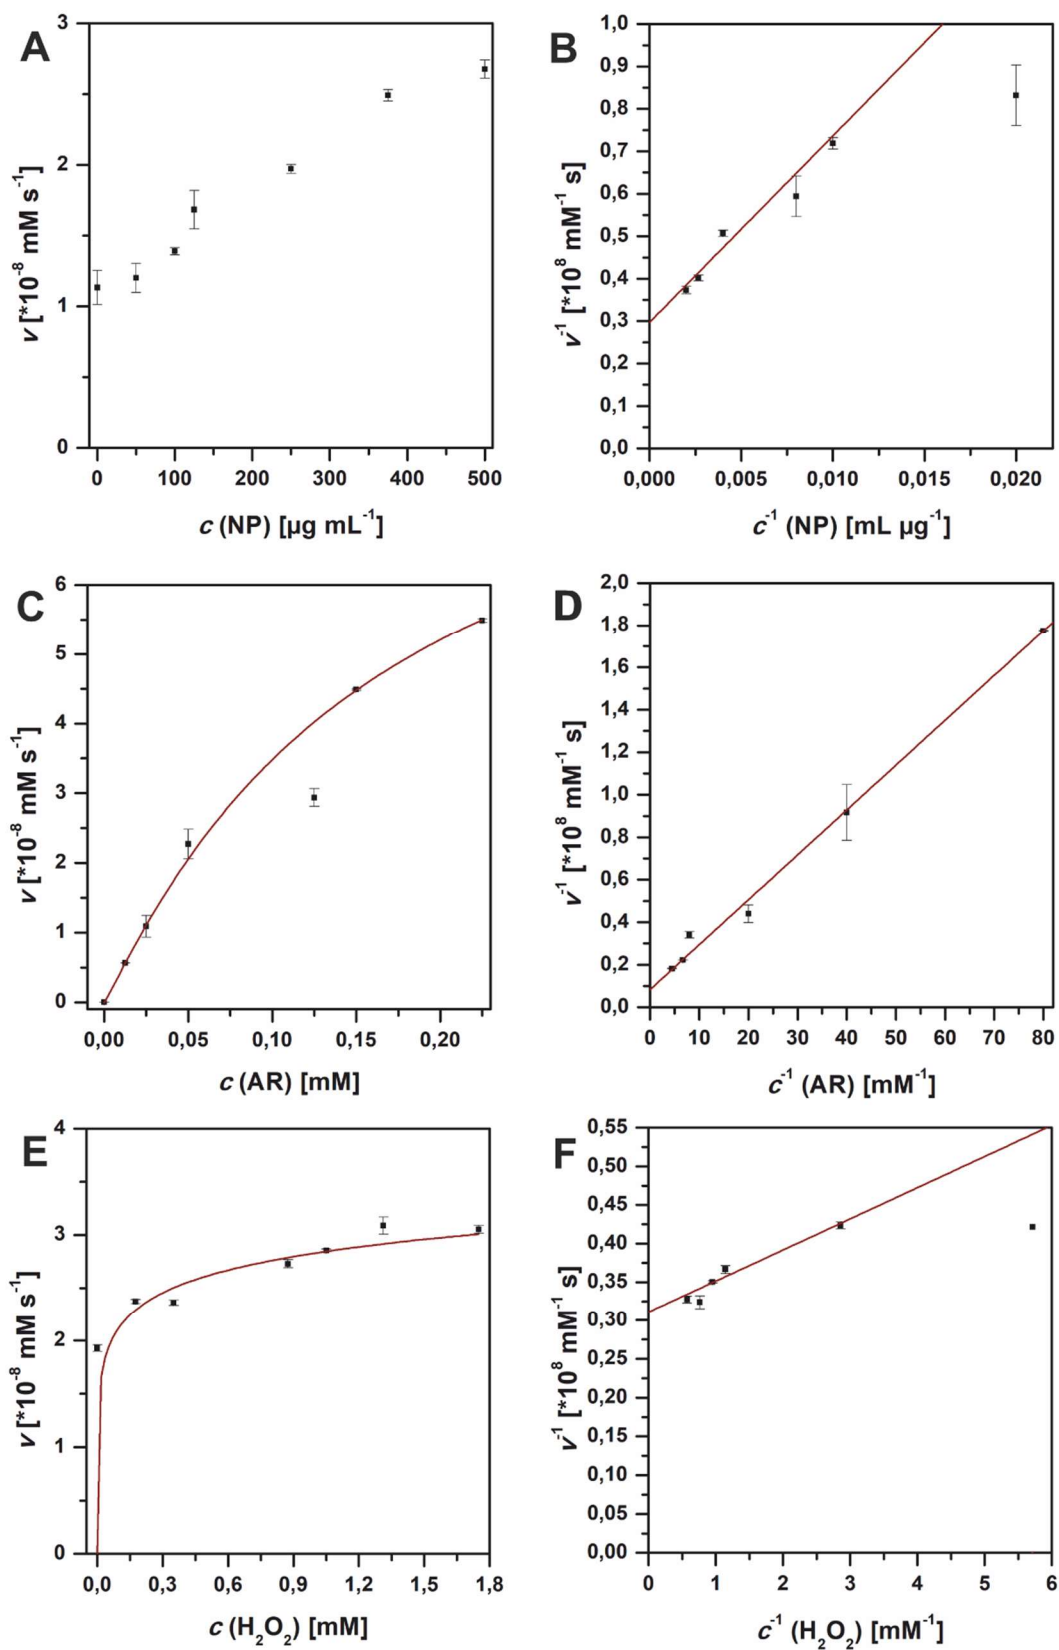 A
3
2
1
0
ν [*10⁻⁸ mM s⁻¹]
0 100 200 300 400 500
c (NP) [µg mL⁻¹]
B
1,0
0,9
0,8
0,7
0,6
0,5
0,4
0,3
0,2
0,1
0,0
ν⁻¹ [*10⁸ mM⁻¹ s]
0,000 0,005 0,010 0,015 0,020
c⁻¹ (NP) [mL µg⁻¹]
C
6
5
4
3
2
1
0
ν [*10⁻⁸ mM s⁻¹]
0,00 0,05 0,10 0,15 0,20
c (AR) [mM]
D
2,0
1,8
1,6
1,4
1,2
1,0
0,8
0,6
0,4
0,2
0,0
ν⁻¹ [*10⁸ mM⁻¹ s]
0 10 20 30 40 50 60 70 80
c⁻¹ (AR) [mM⁻¹]
E
4
3
2
1
0
ν [*10⁻⁸ mM s⁻¹]
0,0 0,3 0,6 0,9 1,2 1,5 1,8
c (H₂O₂) [mM]
F
0,55
0,50
0,45
0,40
0,35
0,30
0,25
0,20
0,15
0,10
0,05
0,00
ν⁻¹ [*10⁸ mM⁻¹ s]
0 1 2 3 4 5 6
c⁻¹ (H₂O₂) [mM⁻¹]